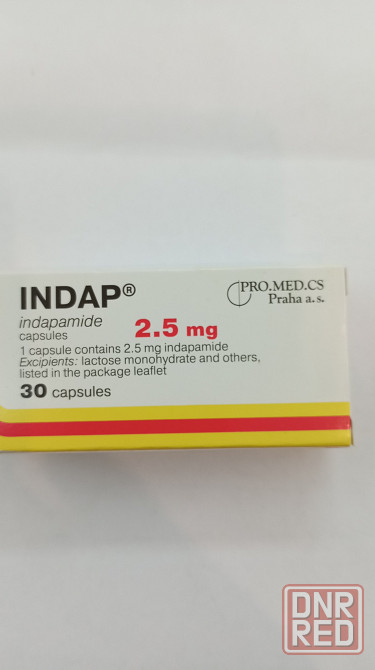 INDAP®
indapamide
capsules
2.5 mg
1 capsule contains 2.5 mg indapamide
Excipients: lactose monohydrate and others,
listed in the package leaflet
30 capsules
PRO.MED.CS
Praha a.s.
DNR
RED